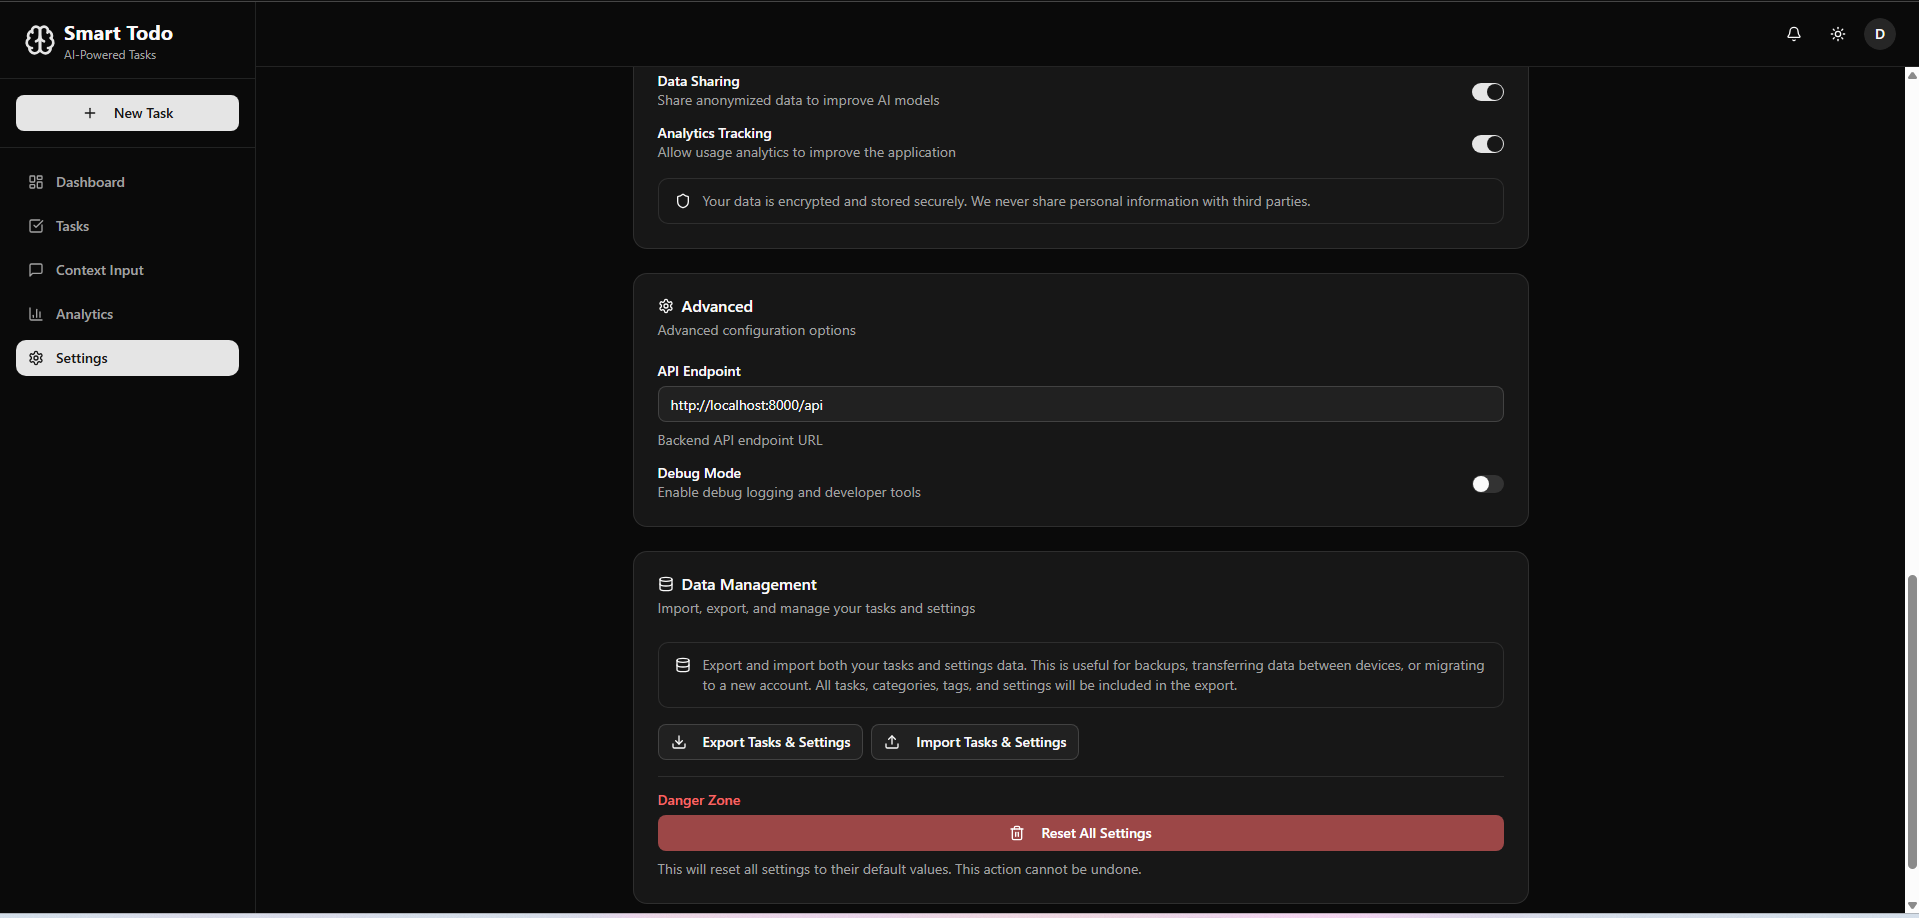 Smart Todo
AI-Powered Tasks
D
New Task
Dashboard
Tasks
Context Input
Analytics
Settings
Data Sharing
Share anonymized data to improve AI models
Analytics Tracking
Allow usage analytics to improve the application
Your data is encrypted and stored securely. We never share personal information with third parties.
Advanced
Advanced configuration options
API Endpoint
http://localhost:8000/api
Backend API endpoint URL
Debug Mode
Enable debug logging and developer tools
Data Management
Import, export, and manage your tasks and settings
Export and import both your tasks and settings data. This is useful for backups, transferring data between devices, or migrating
to a new account. All tasks, categories, tags, and settings will be included in the export.
Export Tasks & Settings
Import Tasks & Settings
Danger Zone
Reset All Settings
This will reset all settings to their default values. This action cannot be undone.